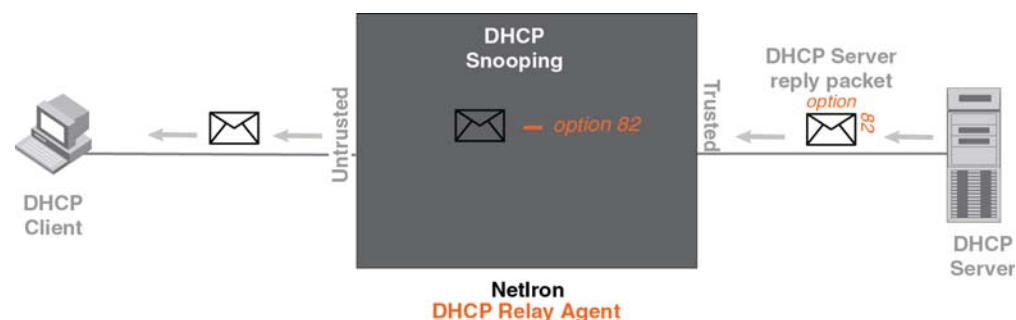 DHCP
Snooping
DHCP Server
reply packet
option
82
Untrusted
– option 82
Trusted
DHCP
Client
DHCP
Server
NetIron
DHCP Relay Agent